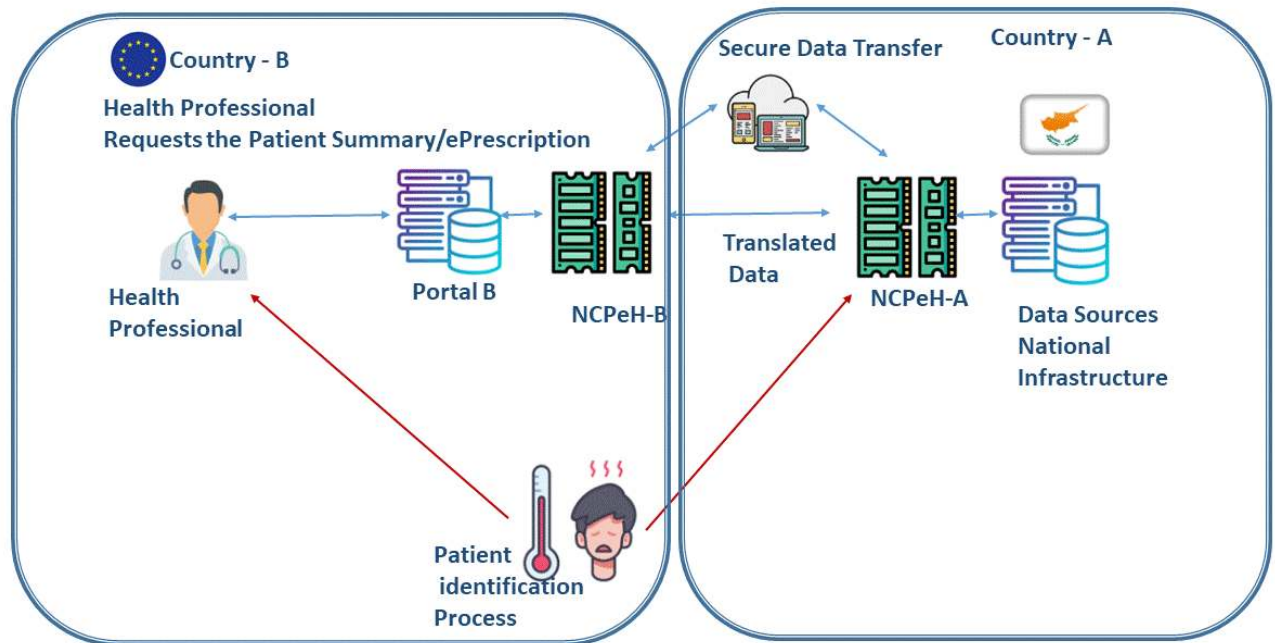 Country - B
Health Professional
Requests the Patient Summary/ePrescription
Health
Professional
Portal B
NCPeH-B
Patient
identification
Process
Secure Data Transfer
Country - A
Translated
Data
NCPeH-A
Data Sources
National
Infrastructure